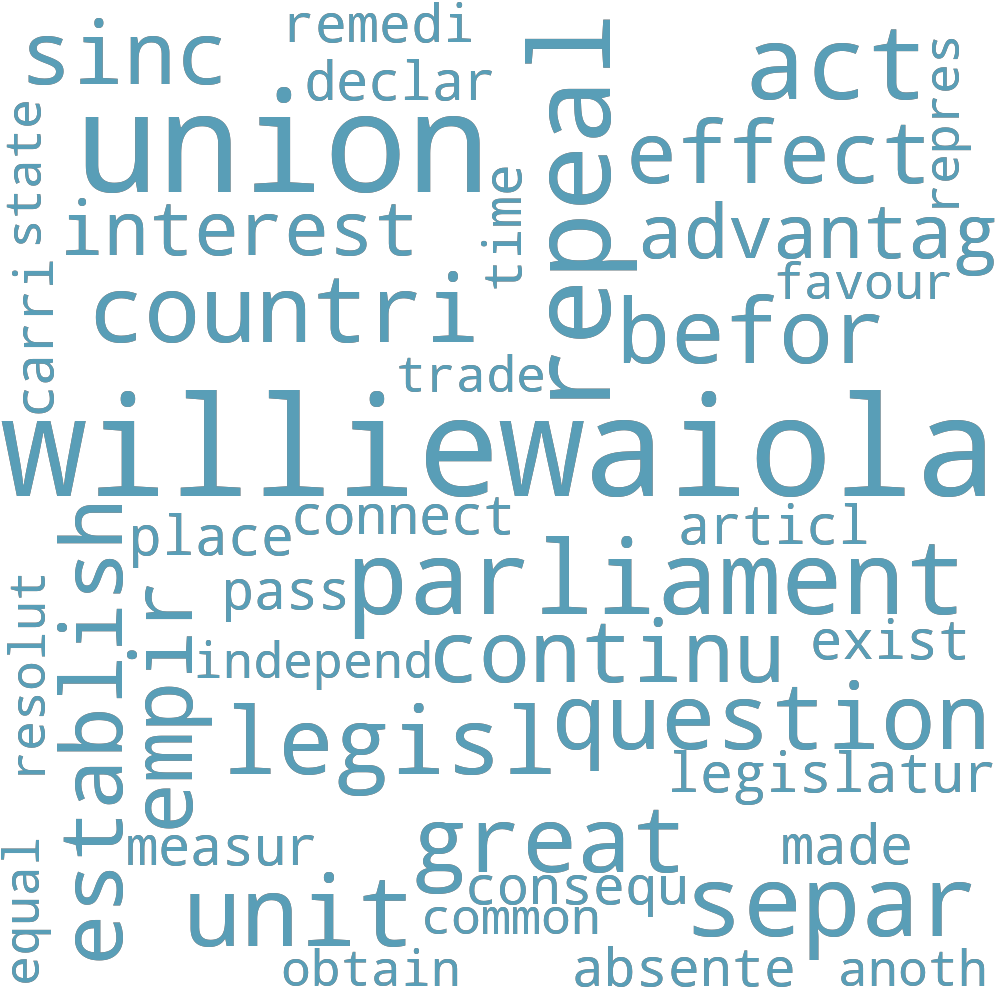 remedi
sinc
declar
act
repres
repeal
state
union
effect
time
interest
advantag
carri
countri
favour
befor
trade
williewaiola
connect
place
articl
establish
parliament
pass
resolut
empir
independ
continu
exist
question
legisl
legislatur
measur
great
made
equal
unit
consequ
common
separ
obtain
absente
anoth